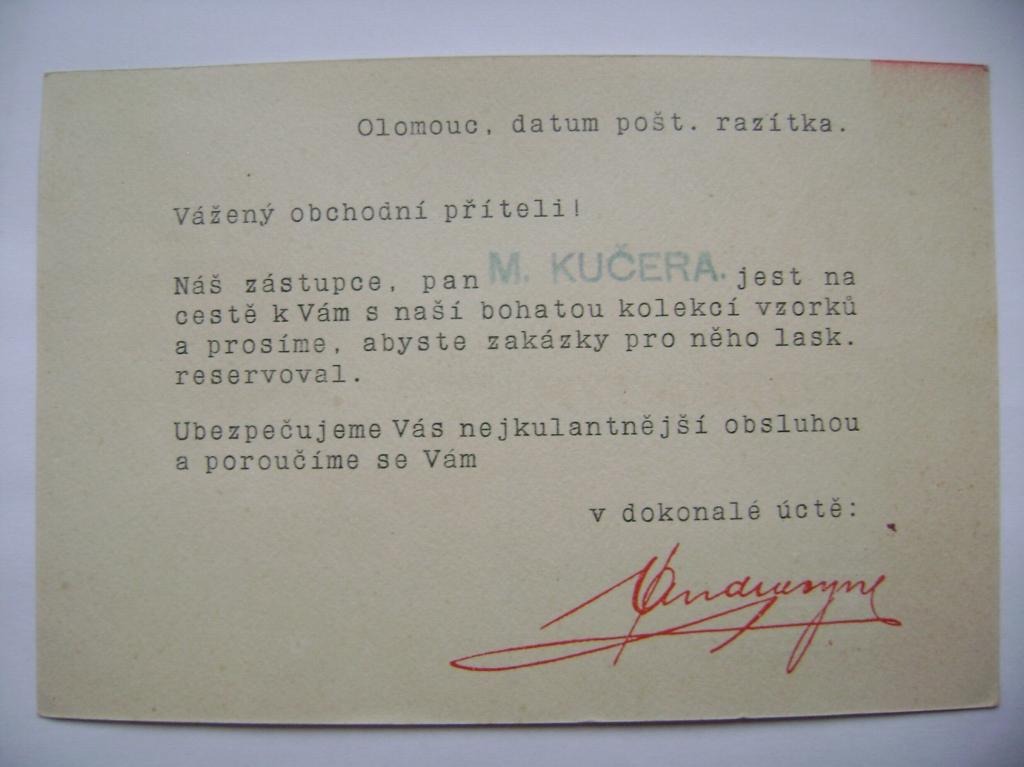 Olomouc, datum pošt. razítka.
Vážený obchodní příteli!
Náš zástupce, pan M. KUČERA. jest na
cestě k Vám s naší bohatou kolekcí vzorků
a prosíme, abyste zakázky pro něho lask.
reservoval.
Ubezpečujeme Vás nejkulantnější obsluhou
a poroučíme se Vám
v dokonalé úctě: